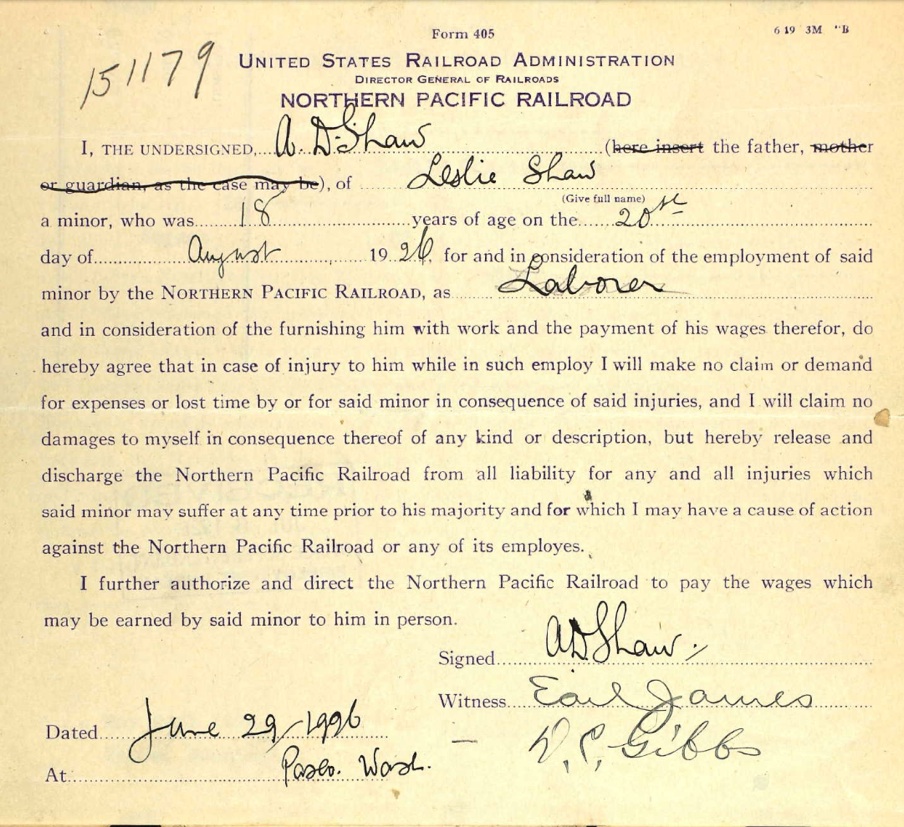 Form 405
6 19 3M "B
151179
UNITED STATES RAILROAD ADMINISTRATION
DIRECTOR GENERAL OF RAILROADS
NORTHERN PACIFIC RAILROAD
I, THE UNDERSIGNED, A. D. Shaw (here insert the father, mother
or guardian, as the case may be), of Leslie Shaw
(Give full name)
a minor, who was 18 years of age on the 20st
day of August 1926 for and in consideration of the employment of said
minor by the NORTHERN PACIFIC RAILROAD, as Laborer
and in consideration of the furnishing him with work and the payment of his wages therefor, do
hereby agree that in case of injury to him while in such employ I will make no claim or demand
for expenses or lost time by or for said minor in consequence of said injuries, and I will claim no
damages to myself in consequence thereof of any kind or description, but hereby release and
discharge the Northern Pacific Railroad from all liability for any and all injuries which
said minor may suffer at any time prior to his majority and for which I may have a cause of action
against the Northern Pacific Railroad or any of its employes.
I further authorize and direct the Northern Pacific Railroad to pay the wages which
may be earned by said minor to him in person.
Signed A D Shaw.
Witness Earl James
Dated June 29/1926
D. C. Gibbs
At Pasco. Wash.